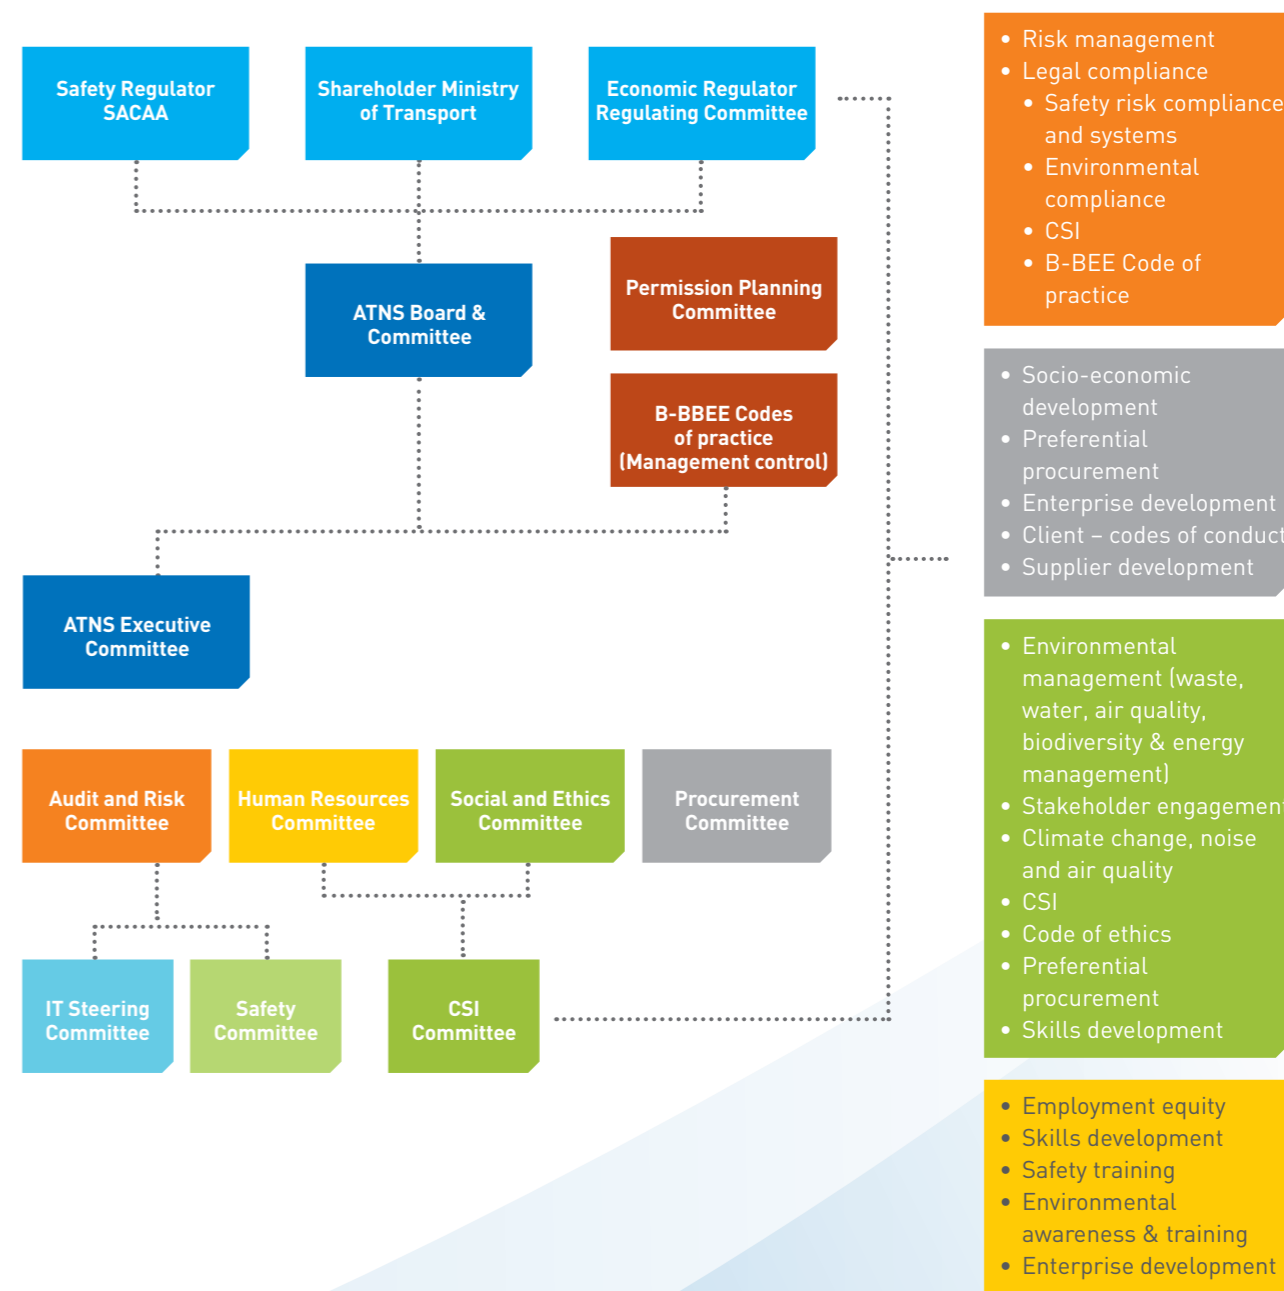 Safety Regulator
SACAA
Shareholder Ministry
of Transport
Economic Regulator
Regulating Committee
ATNS Board &
Committee
Permission Planning
Committee
B-BBEE Codes
of practice
(Management control)
ATNS Executive
Committee
Audit and Risk
Committee
Human Resources
Committee
Social and Ethics
Committee
Procurement
Committee
IT Steering
Committee
Safety
Committee
CSI
Committee
• Risk management
• Legal compliance
• Safety risk compliance
and systems
• Environmental
compliance
• CSI
• B-BEE Code of
practice
• Socio-economic
development
• Preferential
procurement
• Enterprise development
• Client – codes of conduct
• Supplier development
• Environmental
management (waste,
water, air quality,
biodiversity & energy
management)
• Stakeholder engagement
• Climate change, noise
and air quality
• CSI
• Code of ethics
• Preferential
procurement
• Skills development
• Employment equity
• Skills development
• Safety training
• Environmental
awareness & training
• Enterprise development